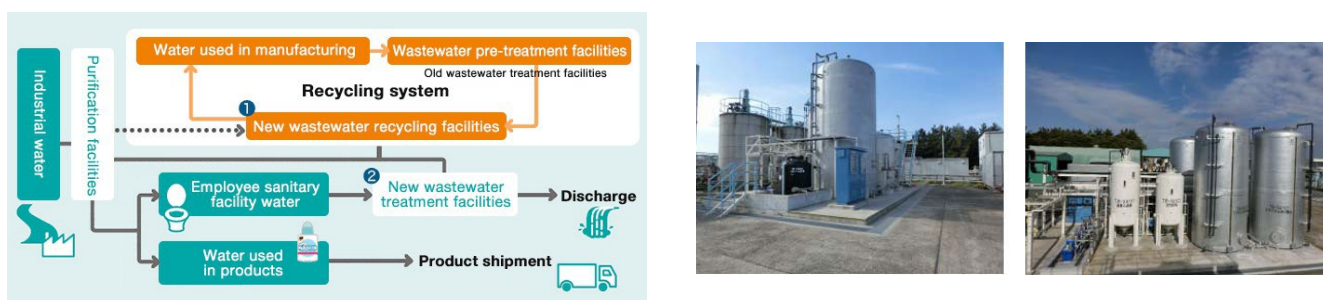 Industrial water
Purification facilities
Water used in manufacturing
Wastewater pre-treatment facilities
Old wastewater treatment facilities
Recycling system
1
New wastewater recycling facilities
Employee sanitary
facility water
2
New wastewater
treatment facilities
Discharge
Water used
in products
Product shipment